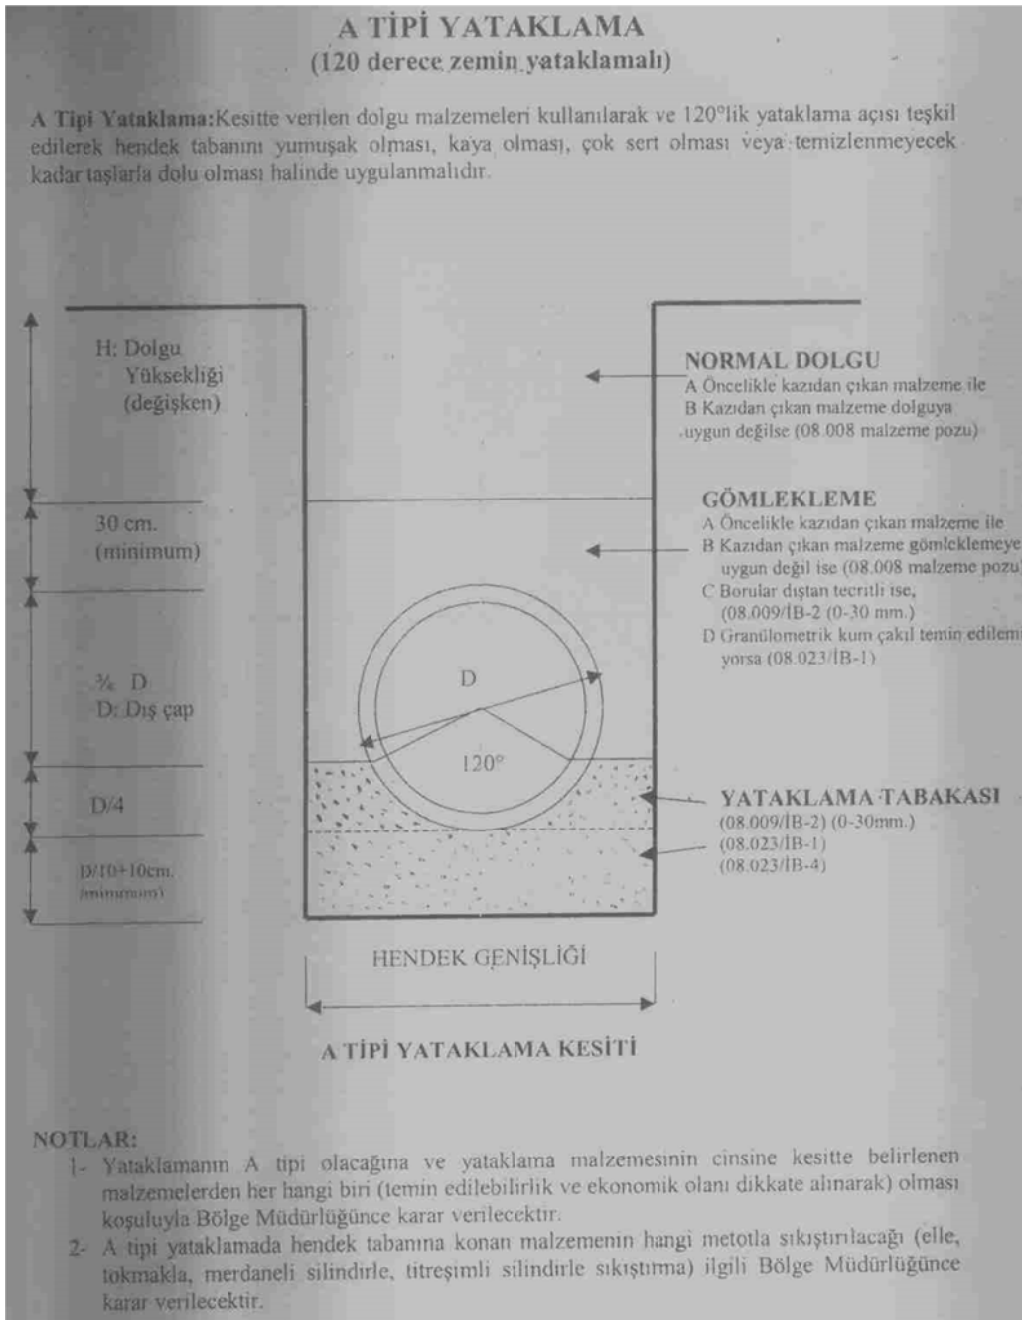 A TİPİ YATAKLAMA
(120 derece zemin yataklamalı)
A Tipi Yataklama:Kesitte verilen dolgu malzemeleri kullanılarak ve 120°lik yataklama açısı teşkil
edilerek hendek tabanını yumuşak olması, kaya olması, çok sert olması veya temizlenmeyecek
kadar taşlarla dolu olması halinde uygulanmalıdır.
H: Dolgu
Yüksekliği
(değişken)
30 cm.
(minimum)
¾ D
D: Dış çap
D/4
D/10+10cm.
(minimum)
D
120°
NORMAL DOLGU
A Öncelikle kazıdan çıkan malzeme ile
B Kazıdan çıkan malzeme dolguya
uygun değilse (08.008 malzeme pozu)
GÖMLEKLEME
A Öncelikle kazıdan çıkan malzeme ile
B Kazıdan çıkan malzeme gömleklemeye
uygun değil ise (08.008 malzeme pozu)
C Borular dıştan tecritli ise,
(08.009/İB-2 (0-30 mm.)
D Granülometrik kum çakıl temin edilemi
yorsa (08.023/İB-1)
YATAKLAMA TABAKASI
(08.009/İB-2) (0-30mm.)
(08.023/İB-1)
(08.023/İB-4)
HENDEK GENİŞLİĞİ
A TİPİ YATAKLAMA KESİTİ
NOTLAR:
1- Yataklamanın A tipi olacağına ve yataklama malzemesinin cinsine kesitte belirlenen
malzemelerden her hangi biri (temin edilebilirlik ve ekonomik olanı dikkate alınarak) olması
koşuluyla Bölge Müdürlüğünce karar verilecektir.
2- A tipi yataklamada hendek tabanına konan malzemenin hangi metotla sıkıştırılacağı (elle,
tokmakla, merdaneli silindirle, titreşimli silindirle sıkıştırma) ilgili Bölge Müdürlüğünce
karar verilecektir.